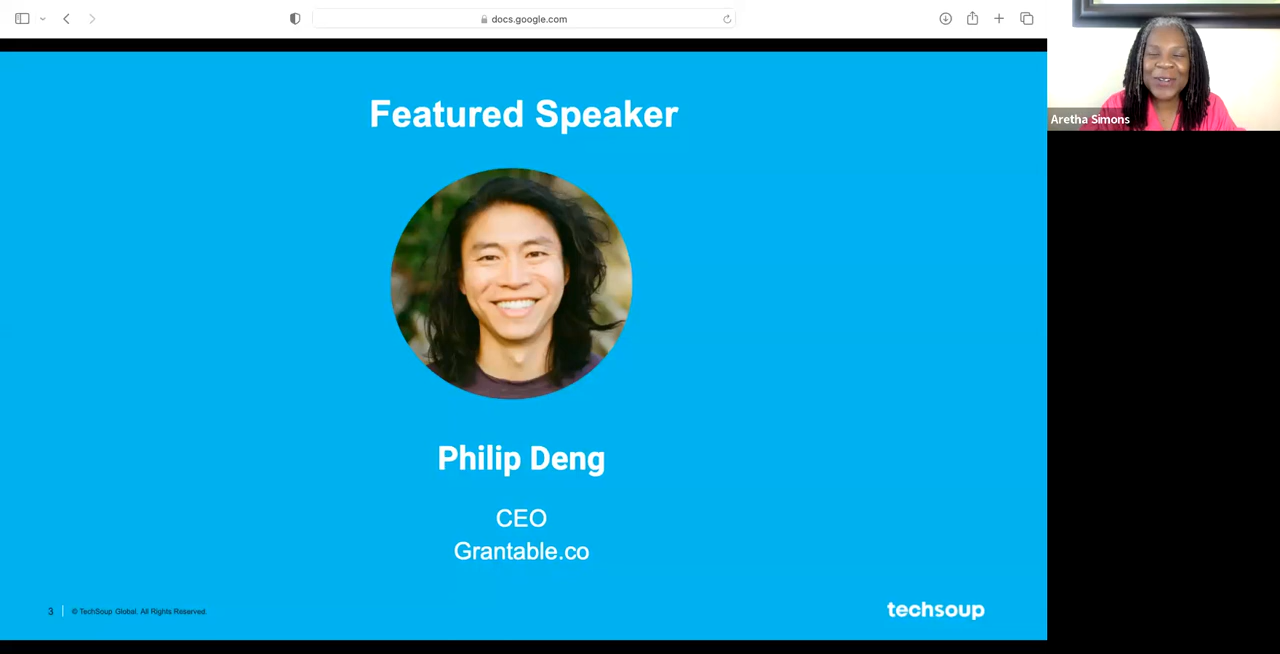 docs.google.com
Aretha Simons
Featured Speaker
Philip Deng
CEO
Grantable.co
3
© TechSoup Global. All Rights Reserved.
techsoup